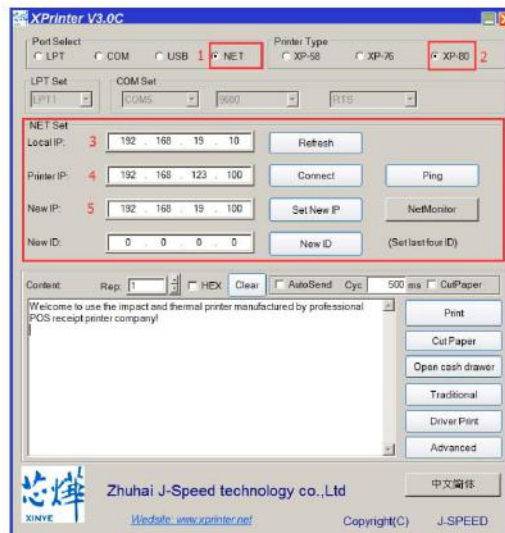 XPrinter V3.0C
Port Select
LPT COM USB 1 NET
Printer Type
XP-58 XP-76 XP-80 2
LPT Set
LPT1
COM Set
COM5 9600 RTS
NET Set
Local IP: 3 192 . 168 . 19 . 10 Refresh
Printer IP: 4 192 . 168 . 123 . 100 Connect Ping
New IP: 5 192 . 168 . 19 . 100 Set New IP NetMonitor
New ID: 0 . 0 . 0 . 0 New ID (Set last four ID)
Content: Rep: 1 HEX Clear AutoSend Cyc 500 ms CutPaper
Welcome to use the impact and thermal printer manufactured by professional
POS receipt printer company!
Print
Cut Paper
Open cash drawer
Traditional
Driver Print
Advanced
芯烨
XINYE
Zhuhai J-Speed technology co.,Ltd
中文简体
Wedsite: www.xprinter.net
Copyright(C) J-SPEED